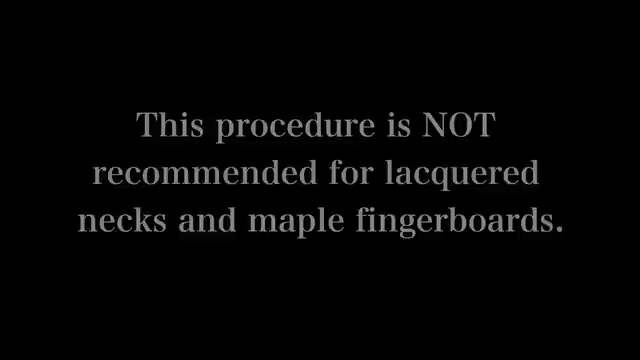 This procedure is NOT
recommended for lacquered
necks and maple fingerboards.